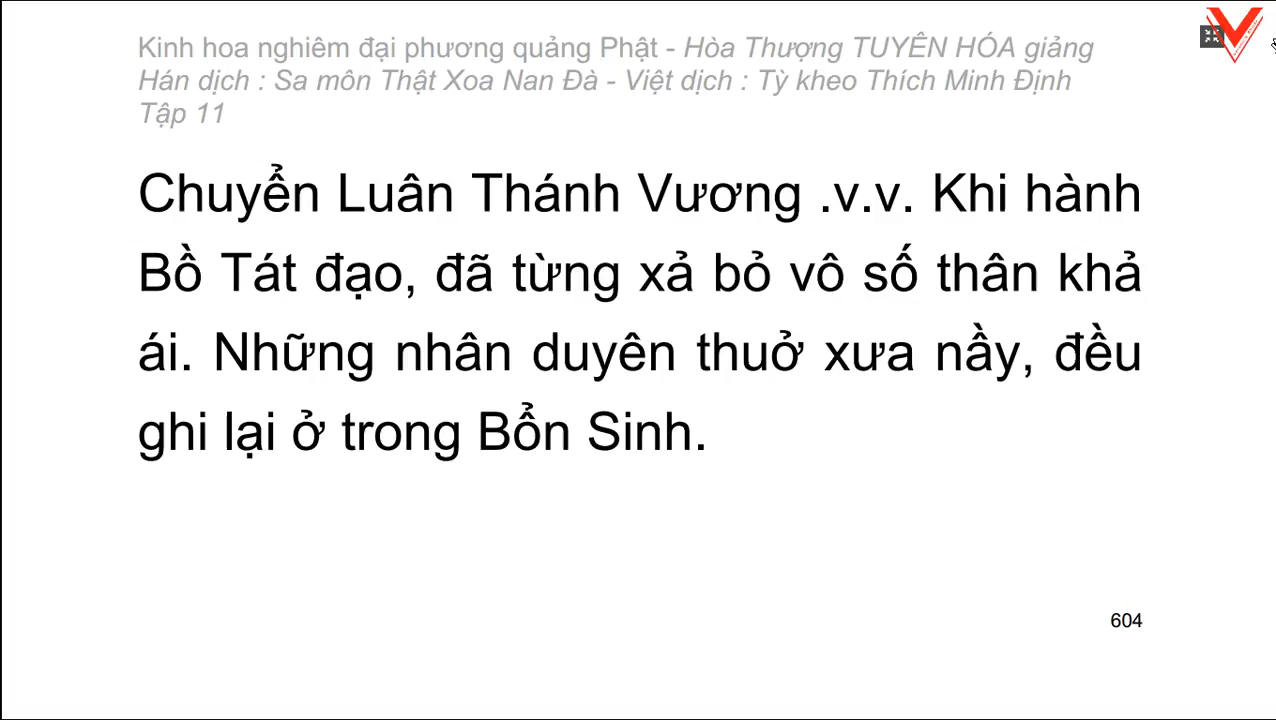 Kinh hoa nghiêm đại phương quảng Phật - Hòa Thượng TUYÊN HÓA giảng
Hán dịch : Sa môn Thật Xoa Nan Đà - Việt dịch : Tỳ kheo Thích Minh Định
Tập 11
Chuyển Luân Thánh Vương .v.v. Khi hành
Bồ Tát đạo, đã từng xả bỏ vô số thân khả
ái. Những nhân duyên thuở xưa nầy, đều
ghi lại ở trong Bổn Sinh.
604